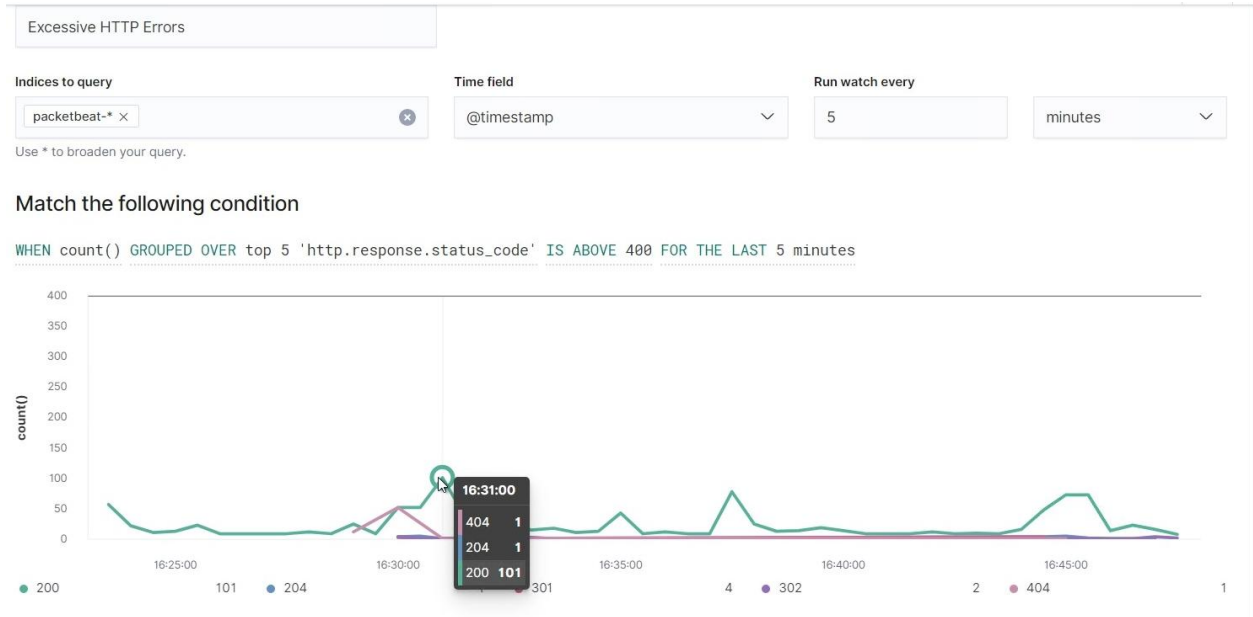 Excessive HTTP Errors
Indices to query
Time field
Run watch every
packetbeat-* ×
@timestamp
5
minutes
Use * to broaden your query.
Match the following condition
WHEN count() GROUPED OVER top 5 'http.response.status_code' IS ABOVE 400 FOR THE LAST 5 minutes
count()
400
350
300
250
200
150
100
50
0
16:31:00
404 1
204 1
200 101
16:25:00
16:30:00
16:35:00
16:40:00
16:45:00
200 101
204
301 4
302 2
404 1